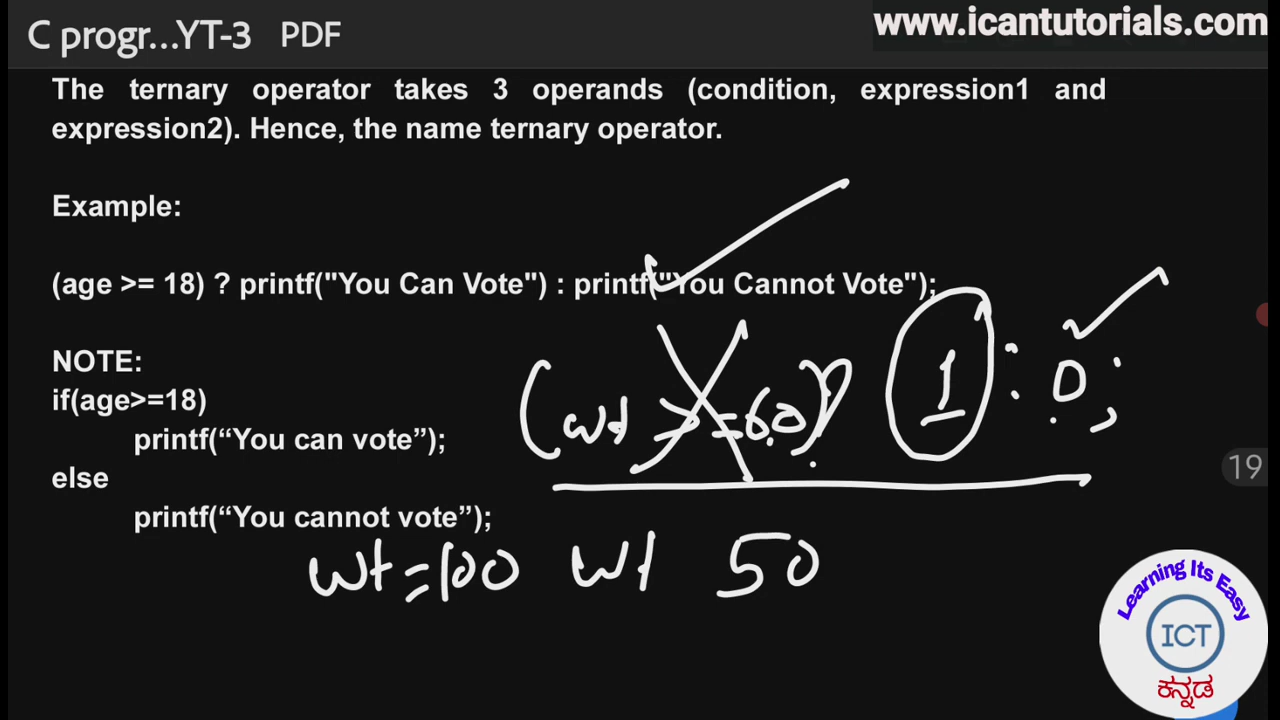 C progr...YT-3 PDF
www.icantutorials.com
The ternary operator takes 3 operands (condition, expression1 and
expression2). Hence, the name ternary operator.
Example:
(age >= 18) ? printf("You Can Vote") : printf("You Cannot Vote");
NOTE:
if(age>=18)
printf(“You can vote”);
else
printf(“You cannot vote”);
(wt >=60)? 1 : 0;
wt=100 wt 50
19
Learning Its Easy
ICT
ಕನ್ನಡ